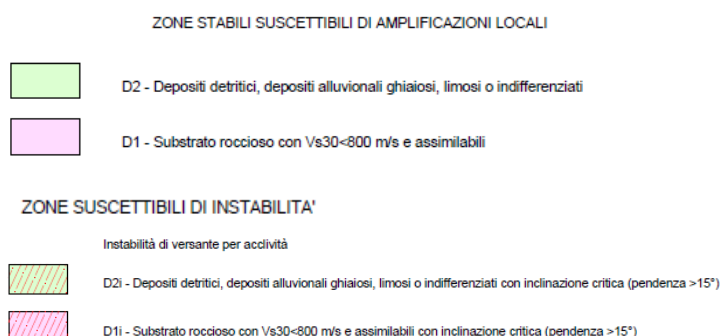 ZONE STABILI SUSCETTIBILI DI AMPLIFICAZIONI LOCALI
D2 - Depositi detritici, depositi alluvionali ghiaiosi, limosi o indifferenziati
D1 - Substrato roccioso con Vs30<800 m/s e assimilabili
ZONE SUSCETTIBILI DI INSTABILITA'
Instabilità di versante per acclività
D2i - Depositi detritici, depositi alluvionali ghiaiosi, limosi o indifferenziati con inclinazione critica (pendenza >15°)
D1i - Substrato roccioso con Vs30<800 m/s e assimilabili con inclinazione critica (pendenza >15°)